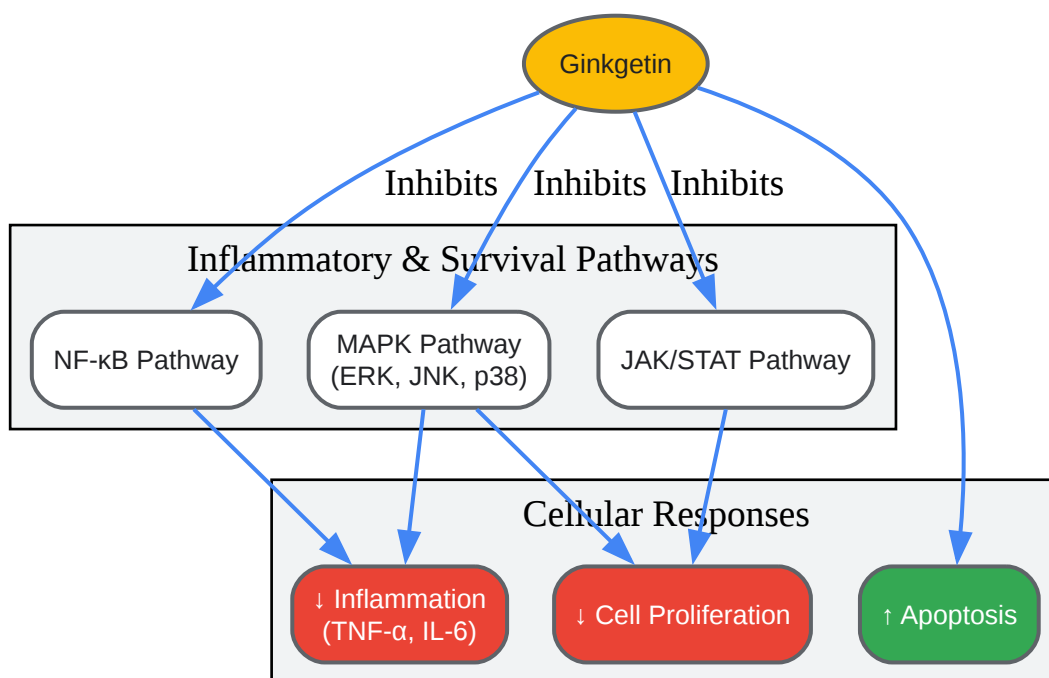 Ginkgetin
Inhibits Inhibits Inhibits
Inflammatory & Survival Pathways
NF-κB Pathway
MAPK Pathway
(ERK, JNK, p38)
JAK/STAT Pathway
Cellular Responses
↓ Inflammation
(TNF-α, IL-6)
↓ Cell Proliferation
↑ Apoptosis